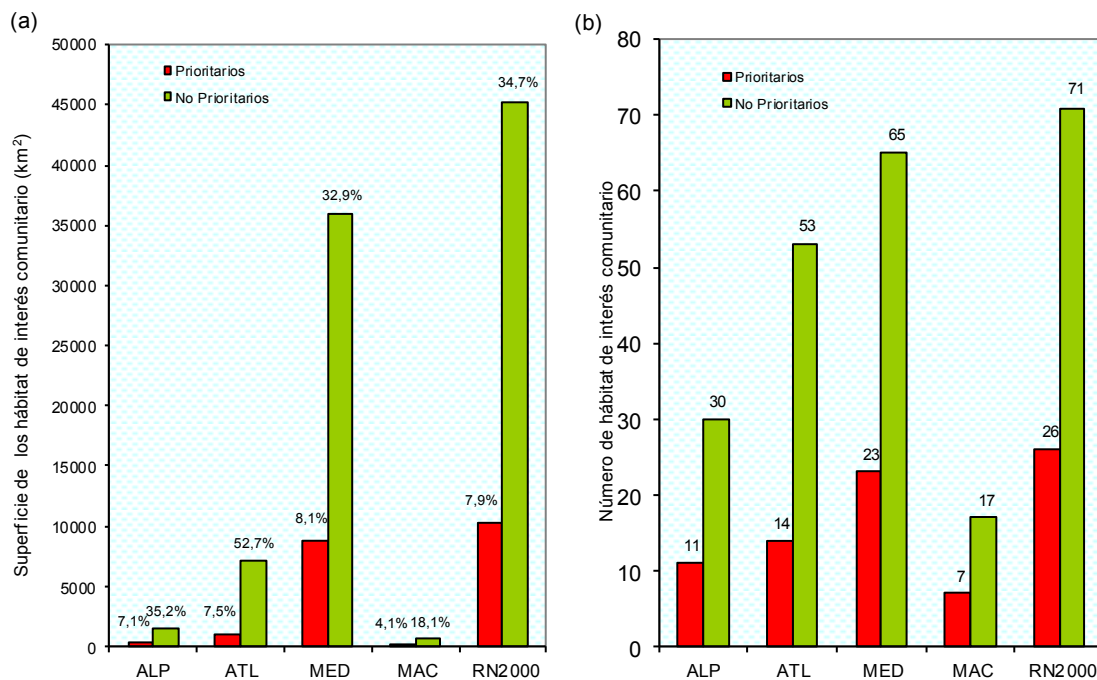 (a)
Superficie de los hábitat de interés comunitario (km²)
50000
45000
40000
35000
30000
25000
20000
15000
10000
5000
0
Prioritarios
No Prioritarios
7,1%
35,2%
7,5%
52,7%
8,1%
32,9%
4,1%
18,1%
7,9%
34,7%
ALP
ATL
MED
MAC
RN2000
(b)
Número de hábitat de interés comunitario
80
70
60
50
40
30
20
10
0
Prioritarios
No Prioritarios
11
30
14
53
23
65
7
17
26
71
ALP
ATL
MED
MAC
RN2000